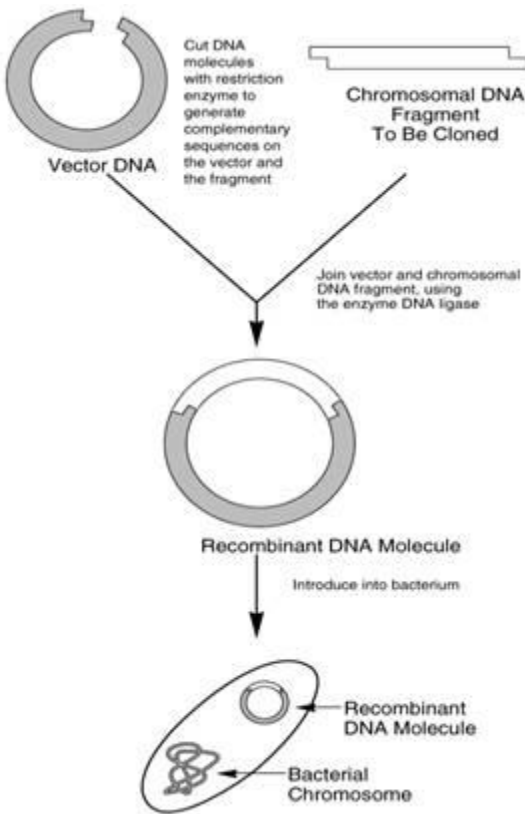 Cut DNA
molecules
with restriction
enzyme to
generate
complementary
sequences on
the vector and
the fragment
Vector DNA
Chromosomal DNA
Fragment
To Be Cloned
Join vector and chromosomal
DNA fragment, using
the enzyme DNA ligase
Recombinant DNA Molecule
Introduce into bacterium
Recombinant
DNA Molecule
Bacterial
Chromosome